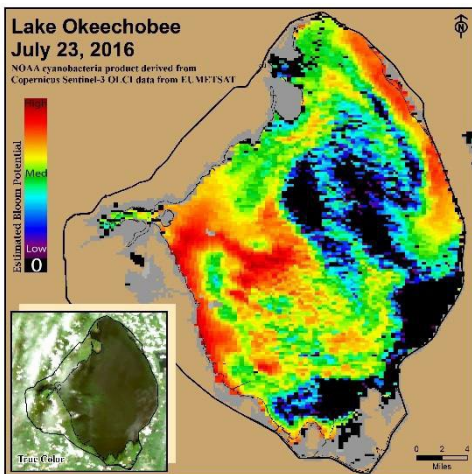 Lake Okeechobee
July 23, 2016
NOAA cyanobacteria product derived from
Copernicus Sentinel-3 OLCI data from EUMETSAT
N
High
Med
Low
0
Estimated Bloom Potential
True Color
0 2 4
Miles